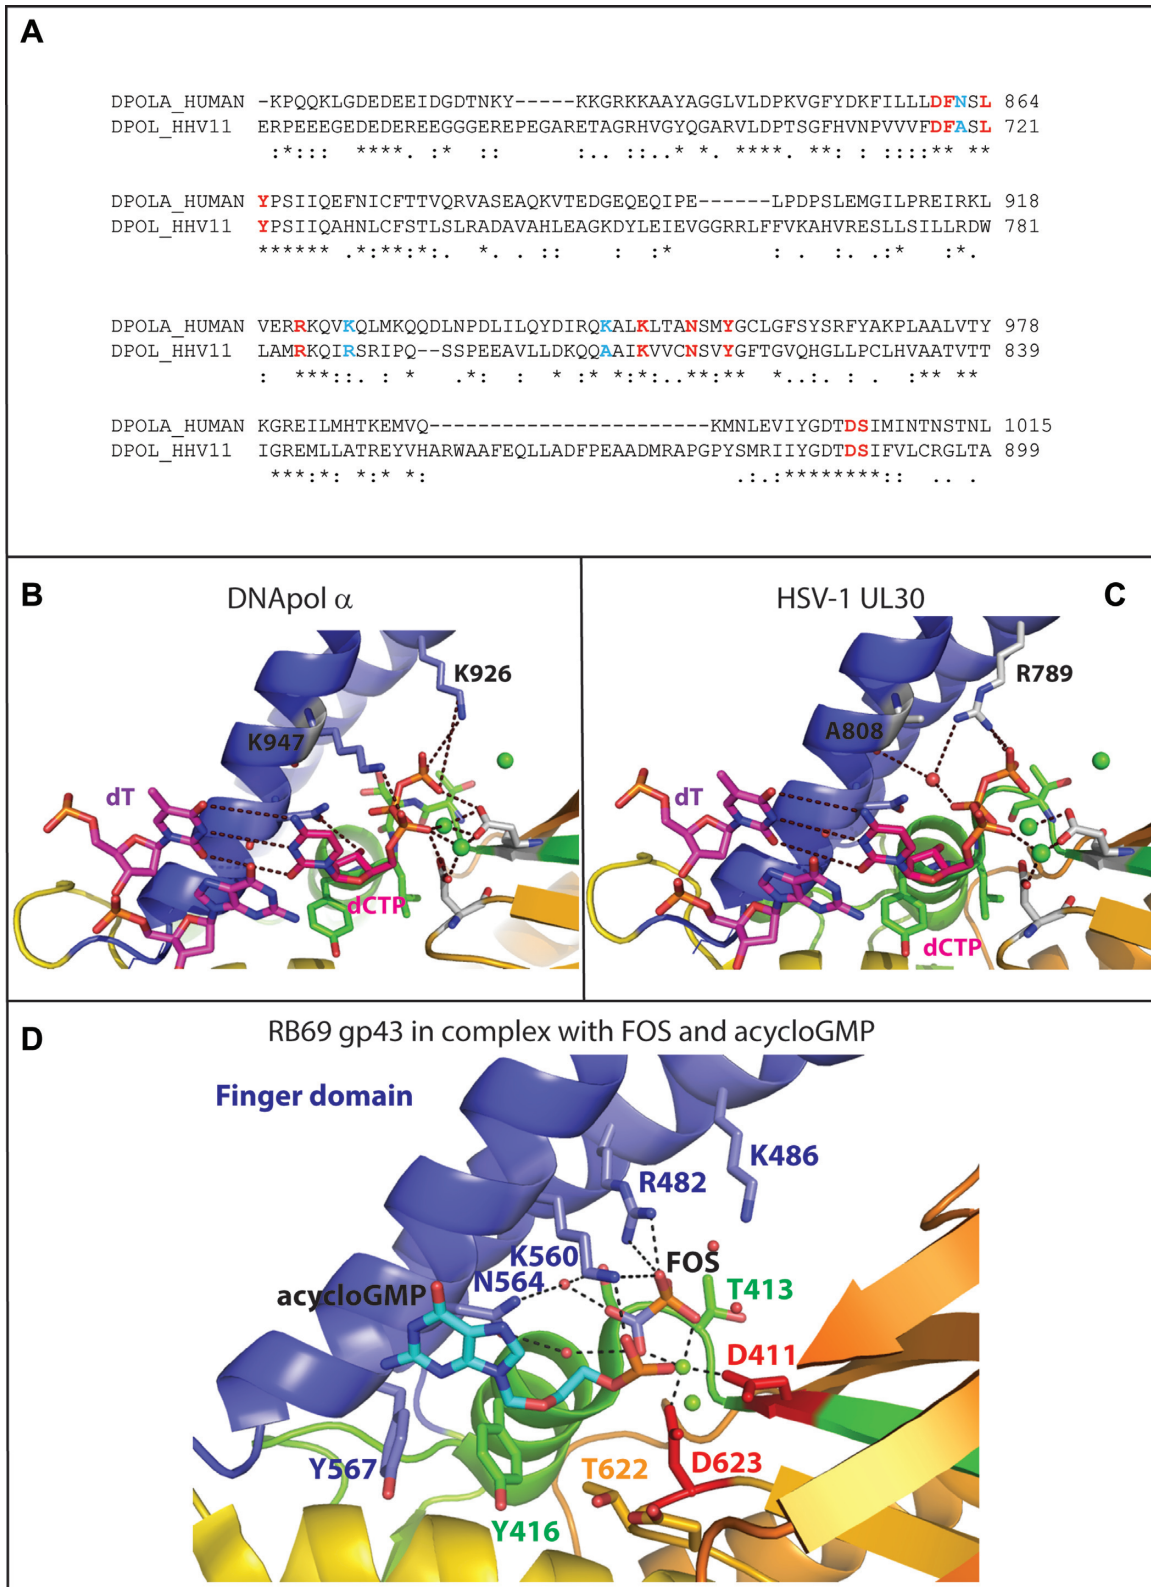 A
DPOLA_HUMAN -KPQQKLGDEDEEIDGDTNKY-----KKGRKKAAYAGGLVLDPKVGFYDKFILLLDFNSL 864
DPOL_HHV11 ERPEEEGEDEDEREEGGGEREPEGARETAGRHVGYQGARVLDPTSGFHVNPVVVFDFASL 721
:*::: ****. :* :: :.. ::..* *. ****. **: : ::::** **
DPOLA_HUMAN YPSIIQEFNICFTTVQRVASEAQKVTEDGEQEQIPE------LPDPSLEMGILPREIRKL 918
DPOL_HHV11 YPSIIQAHNLCFSTLSLRADAVAHLEAGKDYLEIEVGGRRLFFVKAHVRESLLSILLRDW 781
****** .*:**:*:. *. . :: : :* : . :. .::* :*.
DPOLA_HUMAN VERRKQVKQLMKQQDLNPDLILQYDIRQKALKLTANSMYGCLGFSYSRFYAKPLAALVTY 978
DPOL_HHV11 LAMRKQIRSRIPQ--SSPEEAVLLDKQQAAIKVVCNSVYGFTGVQHGLLPCLHVAATVTT 839
: ***:. : * .*: : *. :* *:*:..**:** *..:. : . :** **
DPOLA_HUMAN KGREILMHTKEMVQ-----------------------KMNLEVIYGDTDSIMINTNSTNL 1015
DPOL_HHV11 IGREMLLATREYVHARWAAFEQLLADFPEAADMRAPGPYSMRIIYGDTDSIFVLCRGLTA 899
***:*: *:* *: .:.:********:: .. .
B
DNApol α
K926
K947
dT
dCTP
HSV-1 UL30
C
R789
A808
dT
dCTP
D
RB69 gp43 in complex with FOS and acycloGMP
Finger domain
K486
R482
K560
FOS
N564
acycloGMP
T413
D411
Y567
T622
D623
Y416